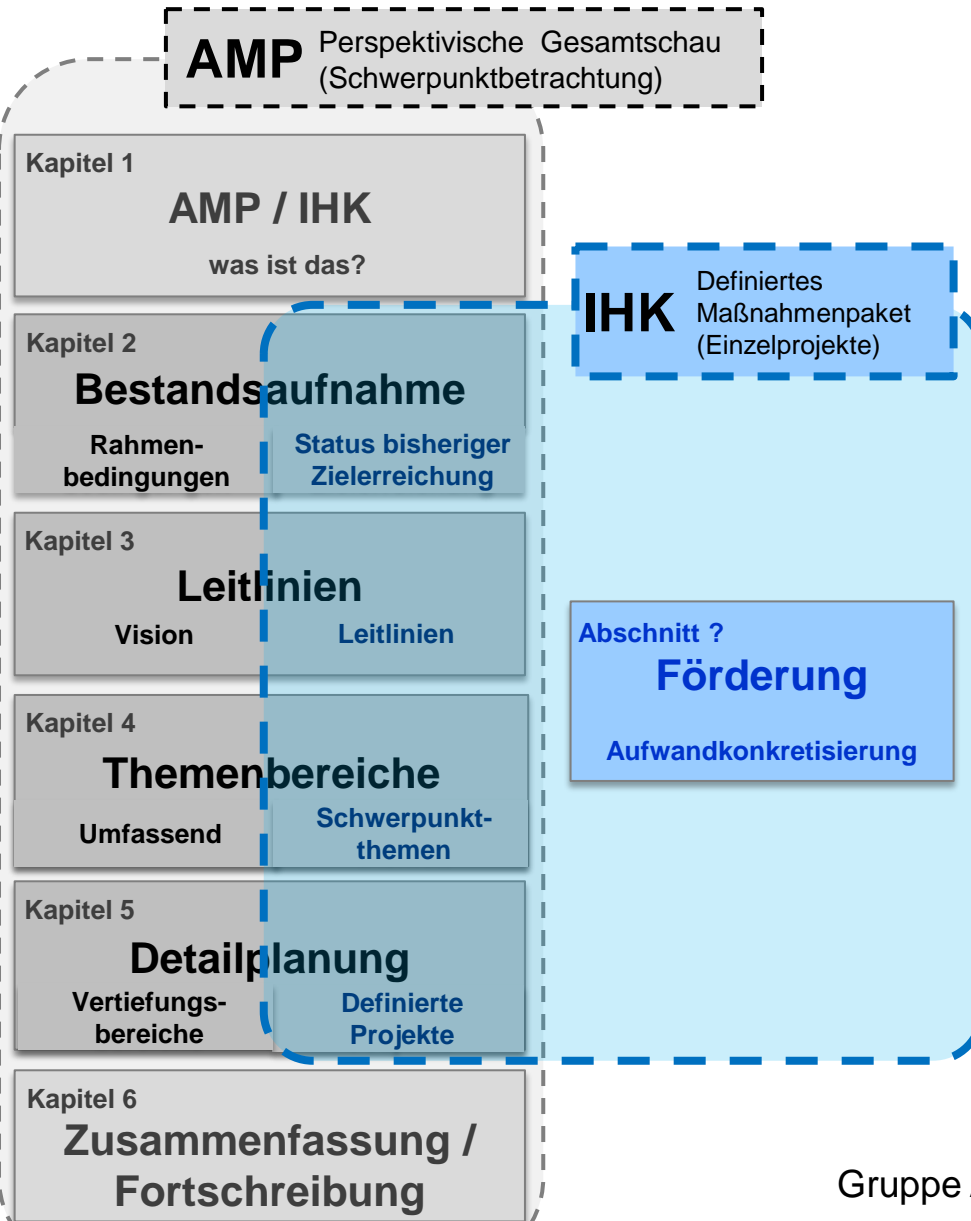 AMP Perspektivische Gesamtschau
(Schwerpunktbetrachtung)
Kapitel 1
AMP / IHK
was ist das?
IHK Definiertes
Maßnahmenpaket
(Einzelprojekte)
Kapitel 2
Bestandsaufnahme
Rahmen-
bedingungen
Status bisheriger
Zielerreichung
Kapitel 3
Leitlinien
Vision
Leitlinien
Abschnitt ?
Förderung
Aufwandkonkretisierung
Kapitel 4
Themenbereiche
Umfassend
Schwerpunkt-
themen
Kapitel 5
Detailplanung
Vertiefungs-
bereiche
Definierte
Projekte
Kapitel 6
Zusammenfassung /
Fortschreibung
Gruppe